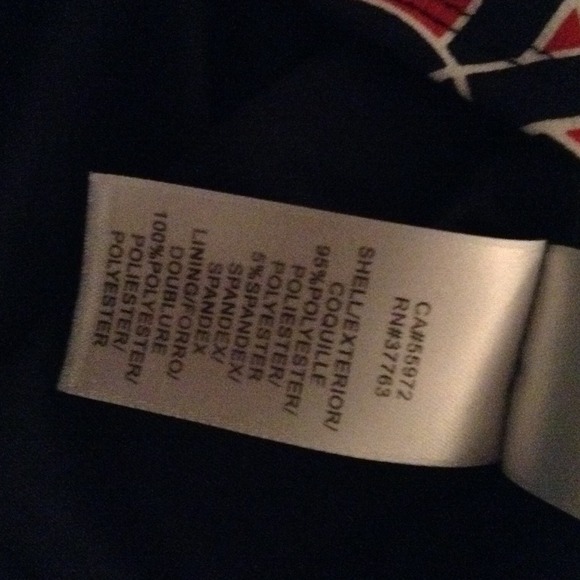 CA#55972
RN#37763
SHELL/EXTERIOR/
COQUILLE
95%POLYESTER/
POLIESTER/
POLYESTER
5%SPANDEX/
SPANDEX/
SPANDEX
LINING/FORRO/
DOUBLURE
100%POLYESTER/
POLIESTER/
POLYESTER